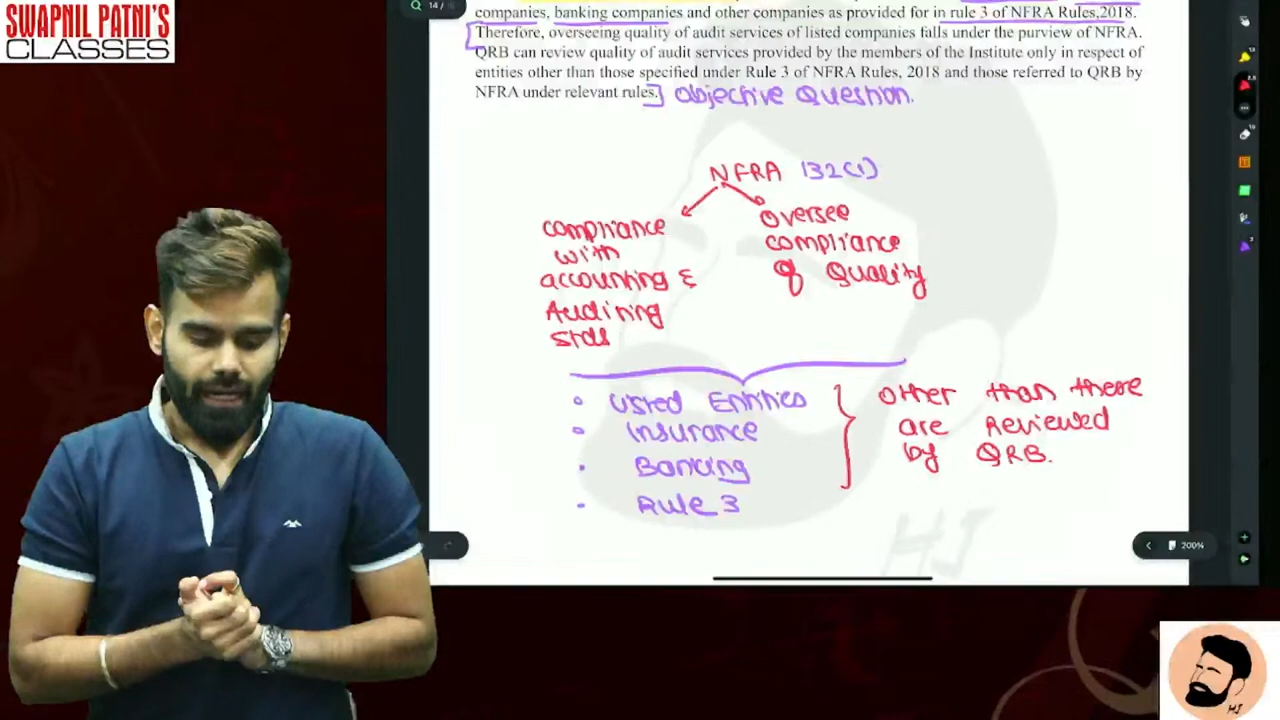 SWAPNIL PATNI'S
CLASSES
14 /
companies, banking companies and other companies as provided for in rule 3 of NFRA Rules,2018.
Therefore, overseeing quality of audit services of listed companies falls under the purview of NFRA.
QRB can review quality of audit services provided by the members of the Institute only in respect of
entities other than those specified under Rule 3 of NFRA Rules, 2018 and those referred to QRB by
NFRA under relevant rules.] Objective Question.
NFRA 132(1)
compliance
with
accounting &
Auditing
Stds
Oversee
compliance
of Quality
Listed Entities
Insurance
Banking
Rule 3
Other than these
are Reviewed
by QRB.
HJ
200%
HJ